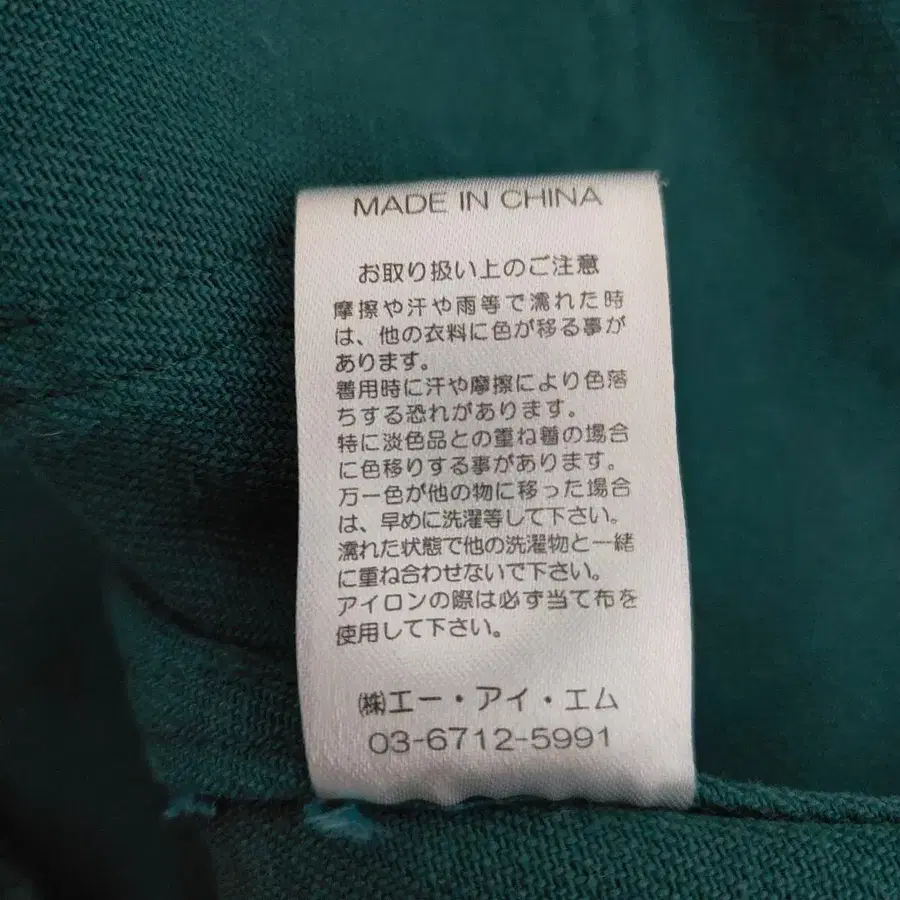 MADE IN CHINA
お取り扱い上のご注意
摩擦や汗や雨等で濡れた時
は、他の衣料に色が移る事が
あります。
着用時に汗や摩擦により色落
ちする恐れがあります。
特に淡色品との重ね着の場合
に色移りする事があります。
万一色が他の物に移った場合
は、早めに洗濯等して下さい。
濡れた状態で他の洗濯物と一緒
に重ね合わせないで下さい。
アイロンの際は必ず当て布を
使用して下さい。
㈱エー・アイ・エム
03-6712-5991